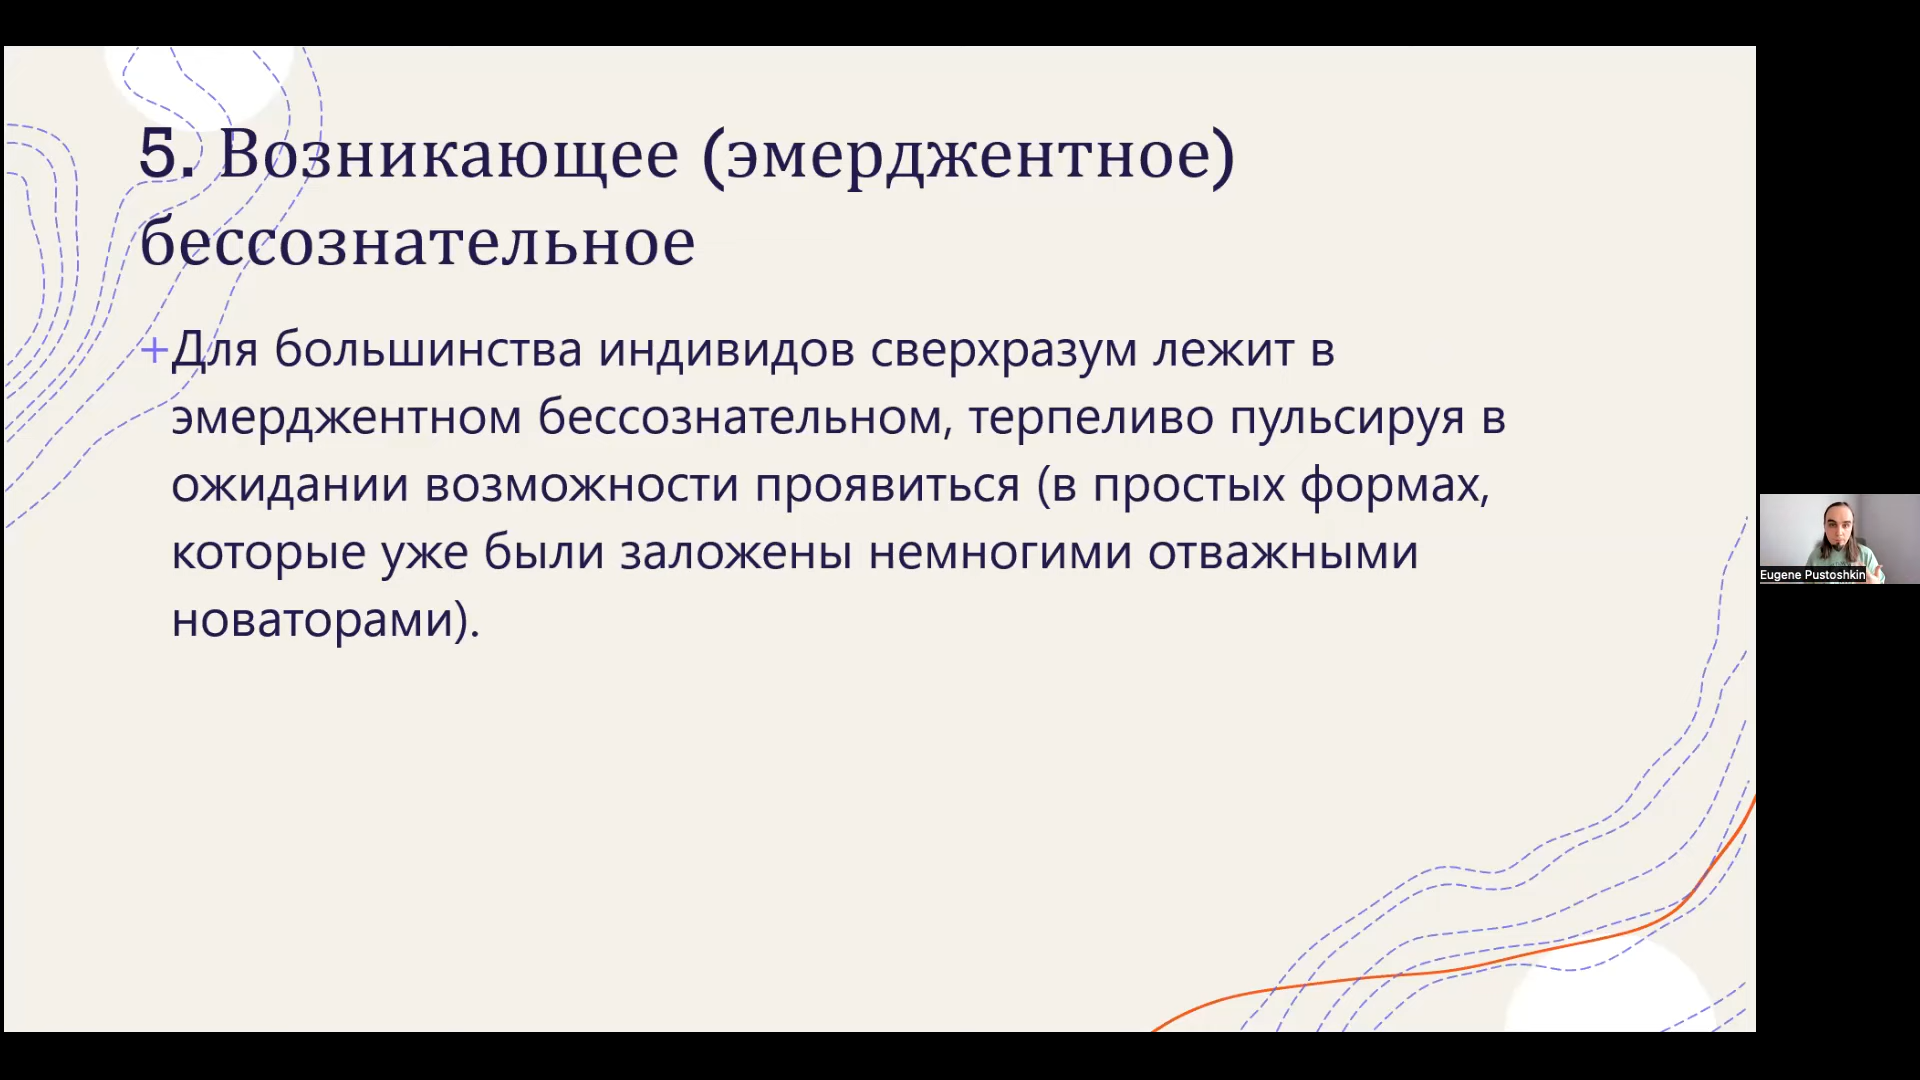 5. Возникающее (эмерджентное)
бессознательное
+Для большинства индивидов сверхразум лежит в
эмерджентном бессознательном, терпеливо пульсируя в
ожидании возможности проявиться (в простых формах,
которые уже были заложены немногими отважными
новаторами).
Eugene Pustoshkin